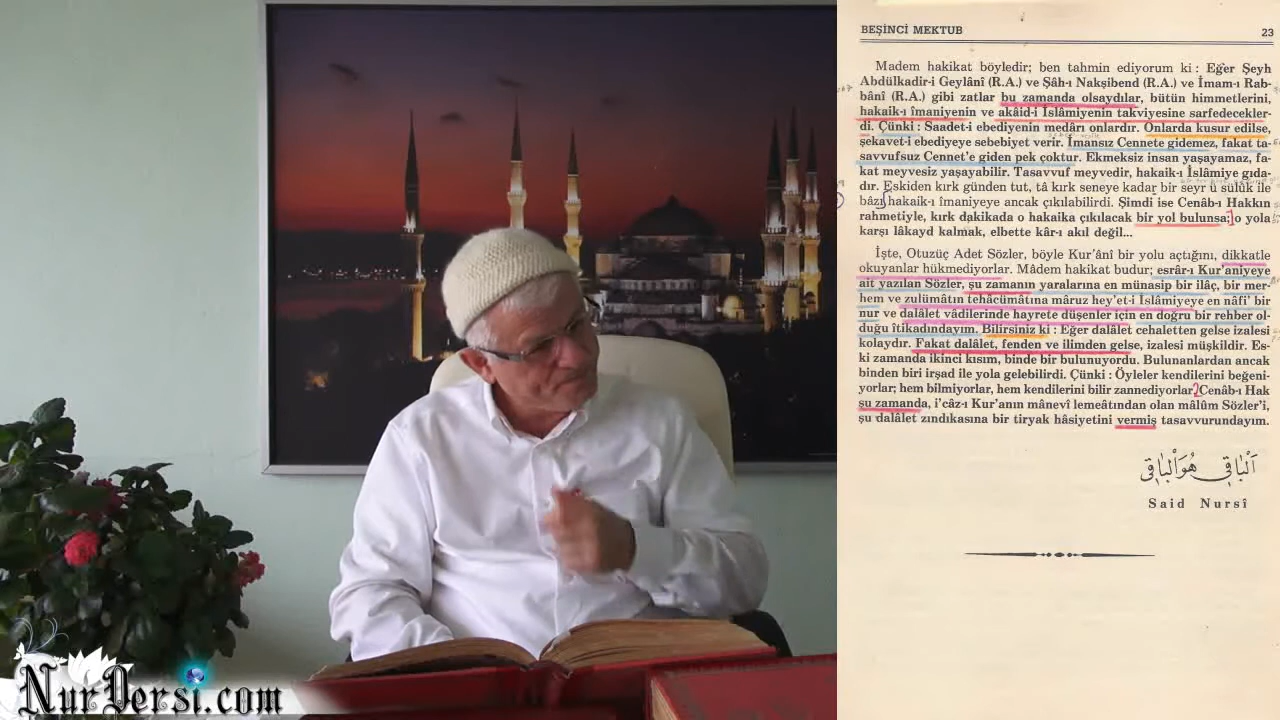 BEŞİNCİ MEKTUB 23
Madem hakikat böyledir; ben tahmin ediyorum ki : Eğer Şeyh
Abdülkadir-i Geylânî (R.A.) ve Şâh-ı Nakşibend (R.A.) ve İmam-ı Rab-
bânî (R.A.) gibi zatlar bu zamanda olsaydılar, bütün himmetlerini,
hakaik-ı îmaniyenin ve akâid-i İslâmiyenin takviyesine sarfedecekler-
di. Çünki : Saadet-i ebediyenin medârı onlardır. Onlarda kusur edilse,
şekavet-i ebediyeye sebebiyet verir. İmansız Cennete gidemez, fakat ta-
savvufsuz Cennet'e giden pek çoktur. Ekmeksiz insan yaşayamaz, fa-
kat meyvesiz yaşayabilir. Tasavvuf meyvedir, hakaik-ı İslâmiye gıda-
dır. Eskiden kırk günden tut, tâ kırk seneye kadar bir seyr ü sülûk ile
bâzı hakaik-ı îmaniyeye ancak çıkılabilirdi. Şimdi ise Cenâb-ı Hakkın
rahmetiyle, kırk dakikada o hakaika çıkılacak bir yol bulunsa; o yola
karşı lâkayd kalmak, elbette kâr-ı akıl değil...
İşte, Otuzüç Adet Sözler, böyle Kur'ânî bir yolu açtığını, dikkatle
okuyanlar hükmediyorlar. Mâdem hakikat budur; esrâr-ı Kur'aniyeye
ait yazılan Sözler, şu zamanın yaralarına en münasip bir ilâç, bir mer-
hem ve zulümâtın tehâcümâtına mâruz hey'et-i İslâmiyeye en nâfi' bir
nur ve dalâlet vâdilerinde hayrete düşenler için en doğru bir rehber ol-
duğu îtikadındayım. Bilirsiniz ki : Eğer dalâlet cehaletten gelse izalesi
kolaydır. Fakat dalâlet, fenden ve ilimden gelse, izalesi müşkildir. Es-
ki zamanda ikinci kısım, binde bir bulunuyordu. Bulunanlardan ancak
binden biri irşad ile yola gelebilirdi. Çünki : Öyleler kendilerini beğeni-
yorlar; hem bilmiyorlar, hem kendilerini bilir zannediyorlar. Cenâb-ı Hak
şu zamanda, i'câz-ı Kur'anın mânevî lemeâtından olan mâlûm Sözler'i,
şu dalâlet zındıkasına bir tiryak hâsiyetini vermiş tasavvurundayım.
اَلْبَاقِى هُوَ الْبَاقِى
Said Nursî
NurDersi.com